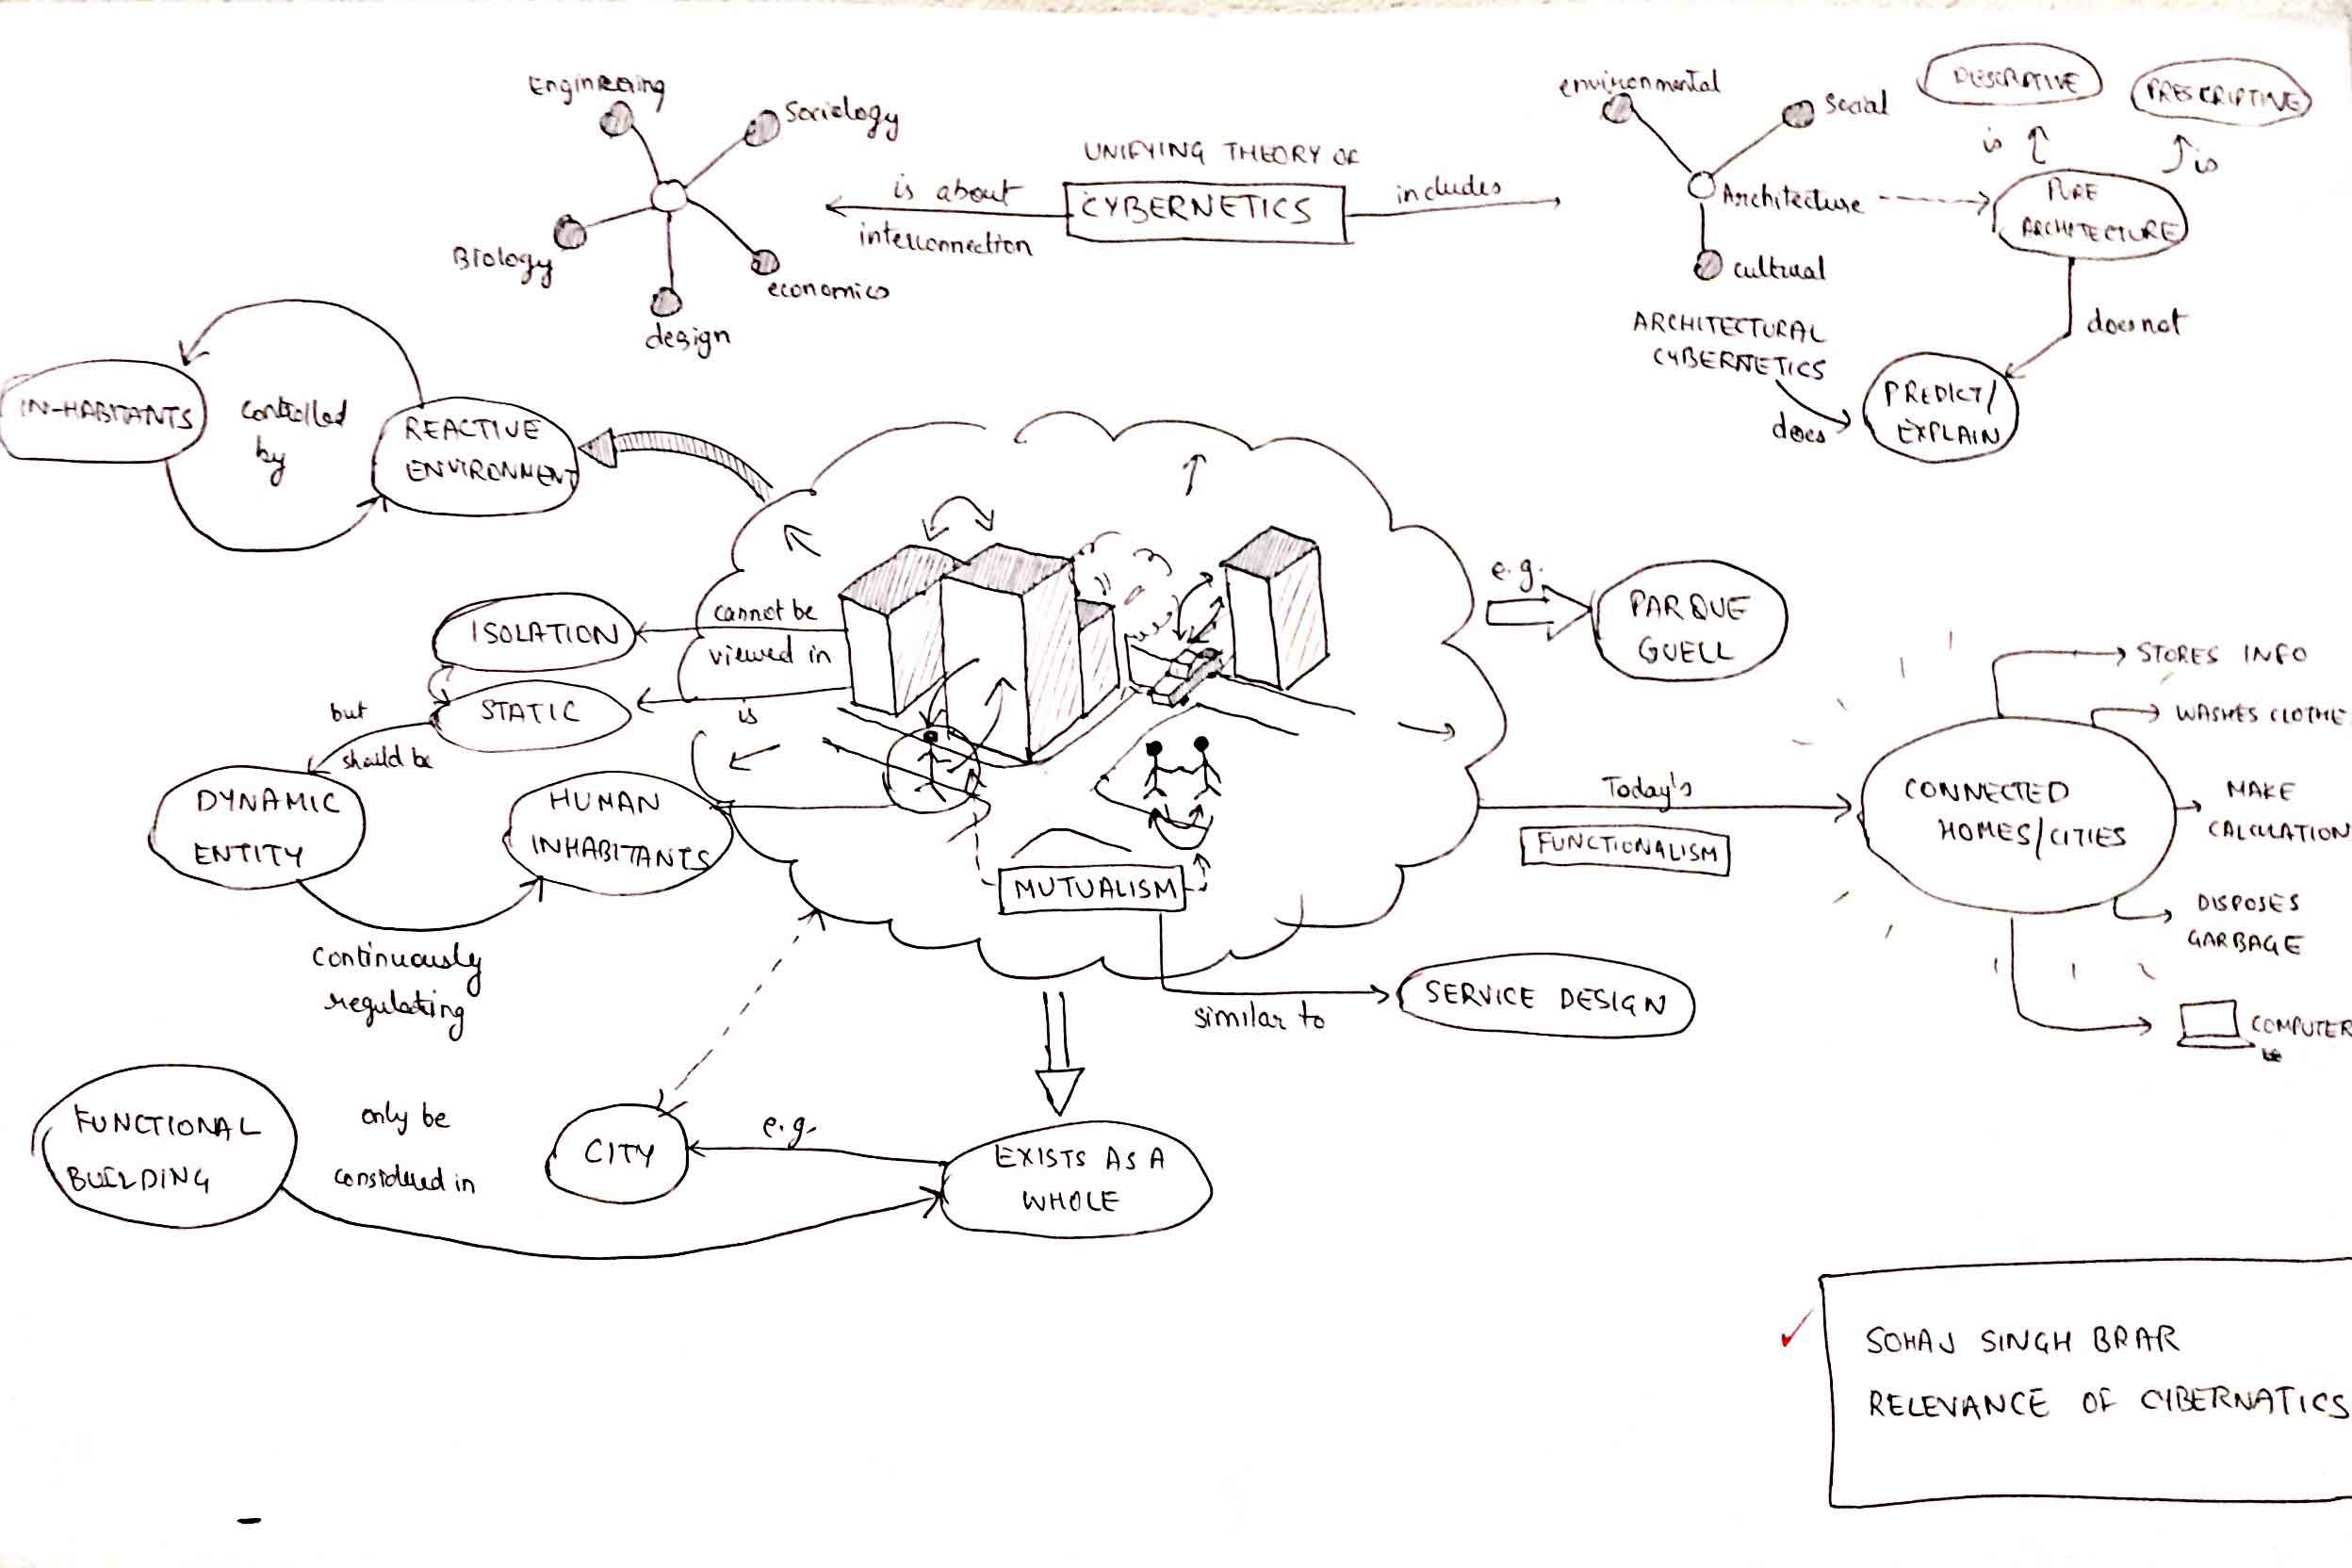 Engineering
Sociology
Biology
economics
design
UNIFYING THEORY OF
CYBERNETICS
is about
interconnection
includes
environmental
Social
Architecture
cultural
DESCRPTIVE
PRESCRIPTIVE
is
is
PURE
ARCHITECTURE
does not
ARCHITECTURAL
CYBERNETICS
does
PREDICT/
EXPLAIN
IN-HABITANTS
controlled
by
REACTIVE
ENVIRONMENT
cannot be
viewed in
ISOLATION
is
STATIC
but
should be
DYNAMIC
ENTITY
HUMAN
INHABITANTS
continuously
regulating
MUTUALISM
e.g.
PARQUE
GUELL
Today's
FUNCTIONALISM
CONNECTED
HOMES/CITIES
STORES INFO
WASHES CLOTHE
MAKE
CALCULATION
DISPOSES
GARBAGE
COMPUTER
similar to
SERVICE DESIGN
FUNCTIONAL
BUILDING
only be
considered in
CITY
e.g.
EXISTS AS A
WHOLE
SOHAJ SINGH BRAR
RELEVANCE OF CYBERNATICS